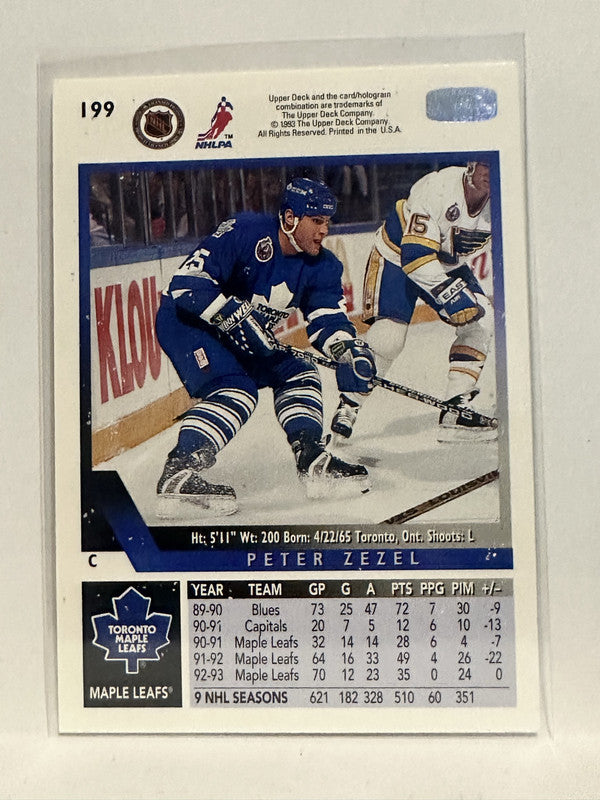 199
NHLPA™
Upper Deck and the card/hologram
combination are trademarks of
The Upper Deck Company.
© 1993 The Upper Deck Company.
All Rights Reserved. Printed in the U.S.A.
KLOU
15
EAST
TORONTO
Ht: 5'11" Wt: 200 Born: 4/22/65 Toronto, Ont. Shoots: L
C
PETER ZEZEL
TORONTO
MAPLE
LEAFS
MAPLE LEAFS®
YEAR TEAM GP G A PTS PPG PIM +/–
89-90 Blues 73 25 47 72 7 30 -9
90-91 Capitals 20 7 5 12 6 10 -13
90-91 Maple Leafs 32 14 14 28 6 4 -7
91-92 Maple Leafs 64 16 33 49 4 26 -22
92-93 Maple Leafs 70 12 23 35 0 24 0
9 NHL SEASONS 621 182 328 510 60 351